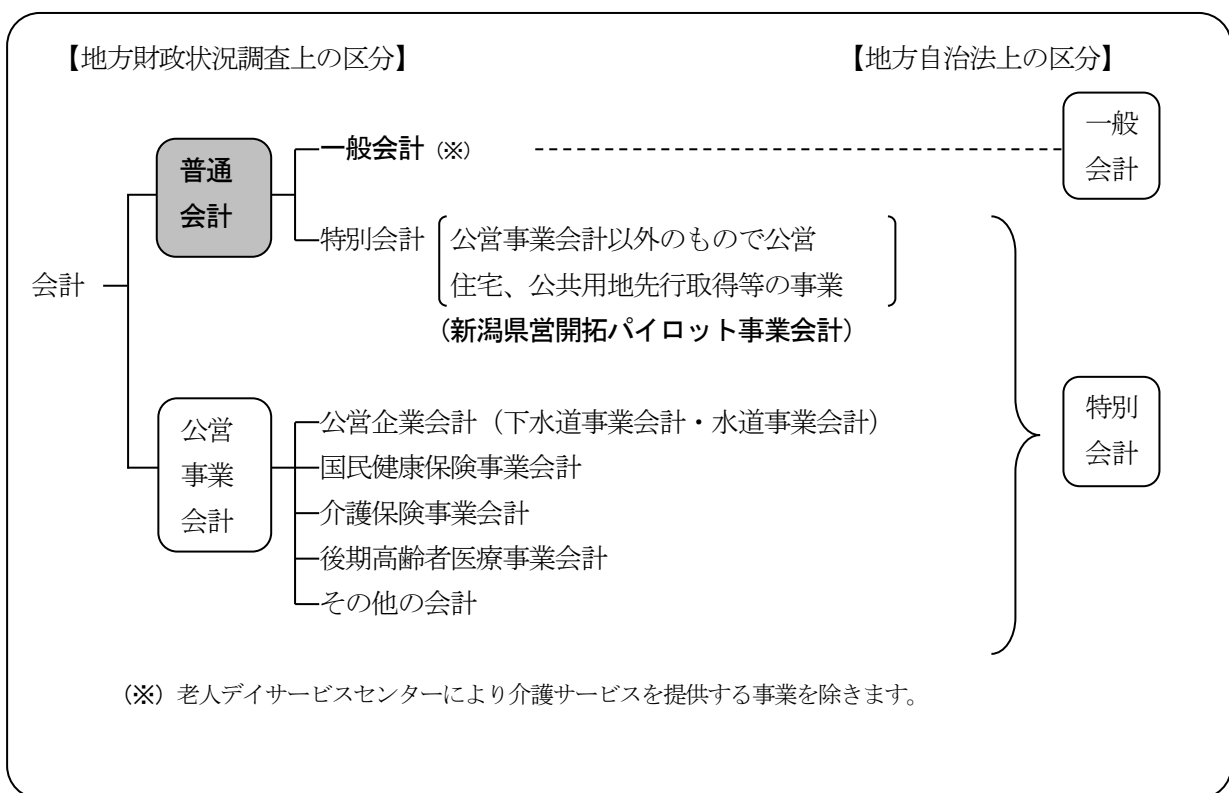 【地方財政状況調査上の区分】
【地方自治法上の区分】
一般
会計
一般会計（※）
普通
会計
特別会計
公営事業会計以外のもので公営
住宅、公共用地先行取得等の事業
（新潟県営開拓パイロット事業会計）
会計
特別
会計
公営
事業
会計
公営企業会計（下水道事業会計・水道事業会計）
国民健康保険事業会計
介護保険事業会計
後期高齢者医療事業会計
その他の会計
（※）老人デイサービスセンターにより介護サービスを提供する事業を除きます。